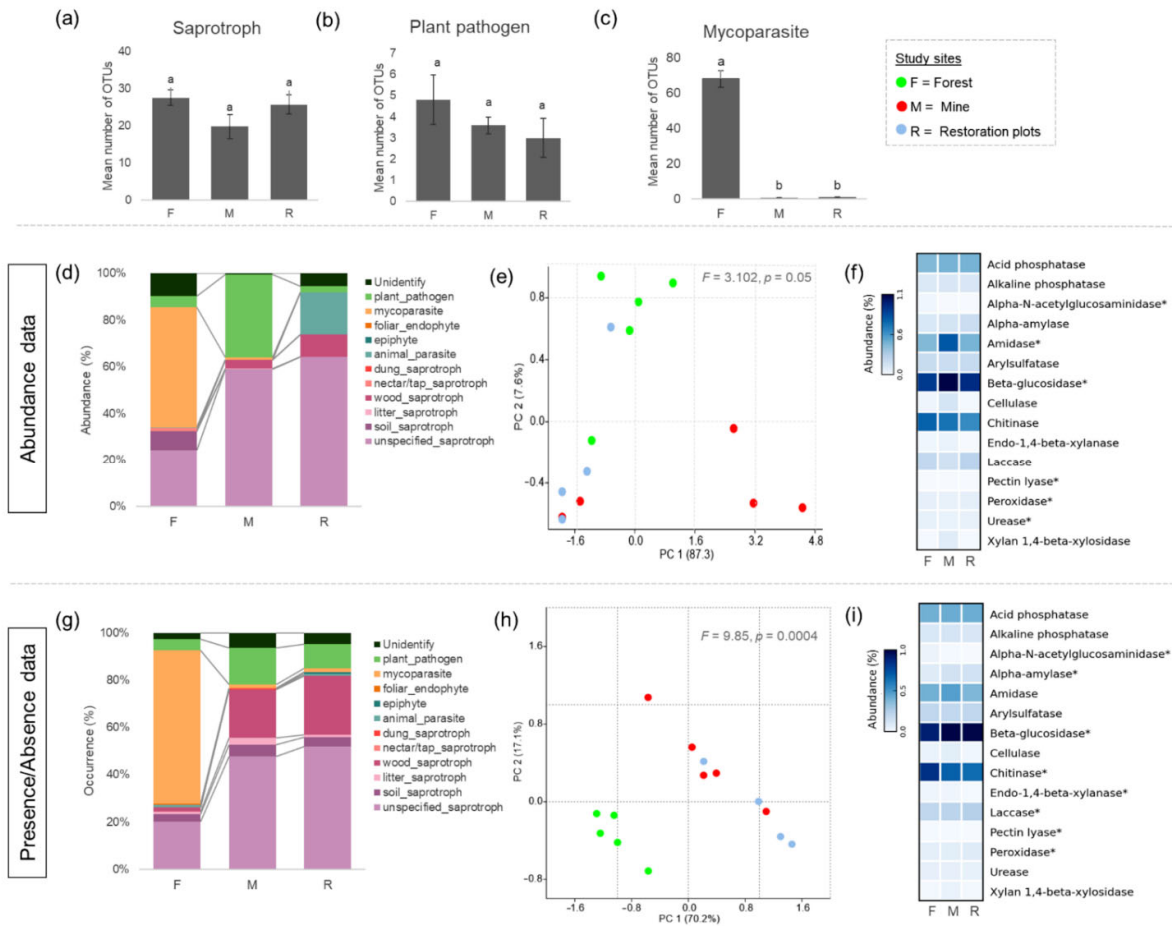 (a)
Saprotroph
Mean number of OTUs
40
30
20
10
0
a
a
a
F
M
R
(b)
Plant pathogen
Mean number of OTUs
7
6
5
4
3
2
1
0
a
a
a
F
M
R
(c)
Mycoparasite
Mean number of OTUs
80
60
40
20
0
a
b
b
F
M
R
Study sites
F = Forest
M = Mine
R = Restoration plots
Abundance data
(d)
Abundance (%)
100%
80%
60%
40%
20%
0%
F
M
R
Unidentify
plant_pathogen
mycoparasite
foliar_endophyte
epiphyte
animal_parasite
dung_saprotroph
nectar/tap_saprotroph
wood_saprotroph
litter_saprotroph
soil_saprotroph
unspecified_saprotroph
(e)
F = 3.102, p = 0.05
PC 2 (7.6%)
0.8
0.4
0.0
-0.4
-1.6
0.0
1.6
3.2
4.8
PC 1 (87.3)
(f)
Abundance (%)
1.1
0.6
0.0
Acid phosphatase
Alkaline phosphatase
Alpha-N-acetylglucosaminidase*
Alpha-amylase
Amidase*
Arylsulfatase
Beta-glucosidase*
Cellulase
Chitinase
Endo-1,4-beta-xylanase
Laccase
Pectin lyase*
Peroxidase*
Urease*
Xylan 1,4-beta-xylosidase
F
M
R
Presence/Absence data
(g)
Occurrence (%)
100%
80%
60%
40%
20%
0%
F
M
R
Unidentify
plant_pathogen
mycoparasite
foliar_endophyte
epiphyte
animal_parasite
dung_saprotroph
nectar/tap_saprotroph
wood_saprotroph
litter_saprotroph
soil_saprotroph
unspecified_saprotroph
(h)
F = 9.85, p = 0.0004
PC 2 (17.1%)
1.6
0.8
0.0
-0.8
-1.6
-0.8
0.0
0.8
1.6
PC 1 (70.2%)
(i)
Abundance (%)
1.0
0.5
0.0
Acid phosphatase
Alkaline phosphatase
Alpha-N-acetylglucosaminidase*
Alpha-amylase*
Amidase
Arylsulfatase
Beta-glucosidase*
Cellulase
Chitinase*
Endo-1,4-beta-xylanase*
Laccase*
Pectin lyase*
Peroxidase*
Urease
Xylan 1,4-beta-xylosidase
F
M
R